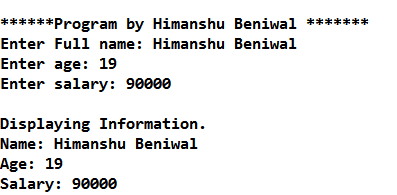 ******Program by Himanshu Beniwal *******
Enter Full name: Himanshu Beniwal
Enter age: 19
Enter salary: 90000
Displaying Information.
Name: Himanshu Beniwal
Age: 19
Salary: 90000